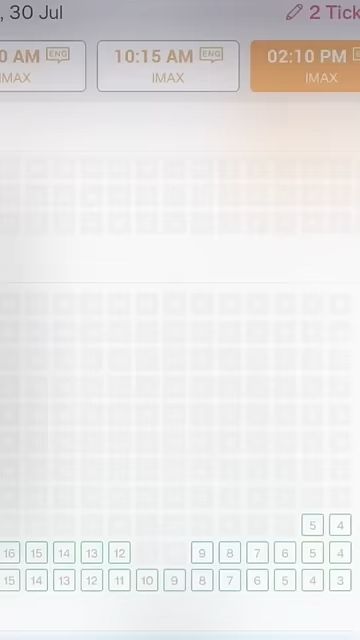 , 30 Jul 2 Tick
0 AM ENG 10:15 AM ENG 02:10 PM
IMAX IMAX IMAX
5 4
16 15 14 13 12 9 8 7 6 5 4
15 14 13 12 11 10 9 8 7 6 5 4 3